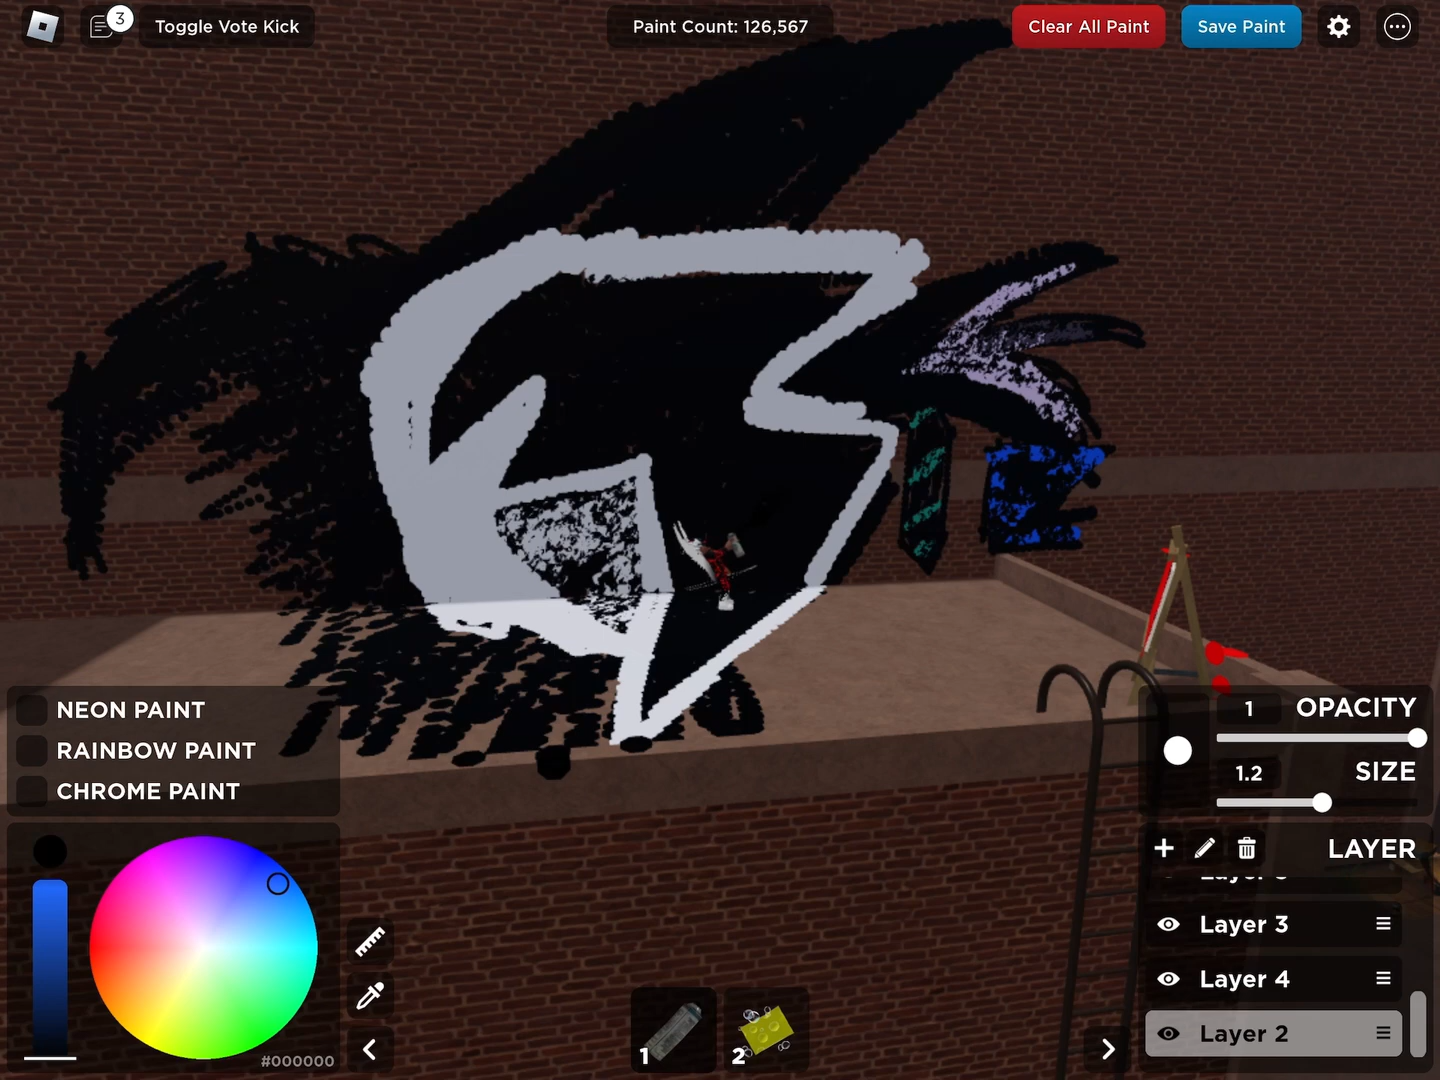 3
Toggle Vote Kick
Paint Count: 126,567
Clear All Paint
Save Paint
NEON PAINT
RAINBOW PAINT
CHROME PAINT
#000000
1 OPACITY
1.2 SIZE
LAYER
Layer 3
Layer 4
Layer 2
1
2